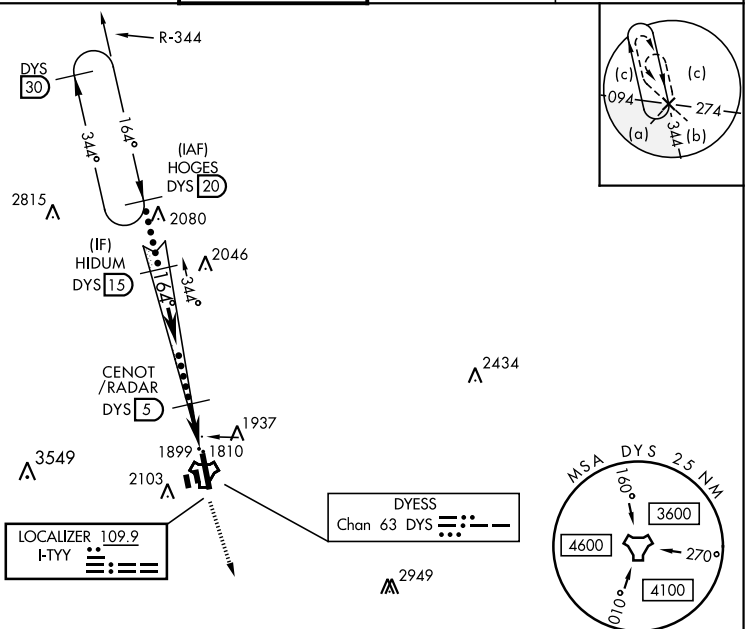 R-344
DYS
30
344°
164°
(IAF)
HOGES
DYS 20
2815
2080
(IF)
HIDUM
DYS 15
2046
164°
344°
CENOT
/RADAR
DYS 5
2434
1937
1899
1810
3549
2103
LOCALIZER 109.9
I-TYY
DYESS
Chan 63 DYS
2949
(c)
(c)
094
274
(a)
344
(b)
MSA DYS 25 NM
160°
3600
4600
270°
4100
010°